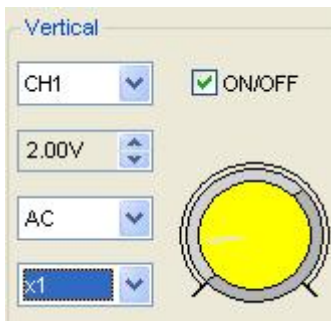 Vertical
CH1
ON/OFF
2.00V
AC
x1